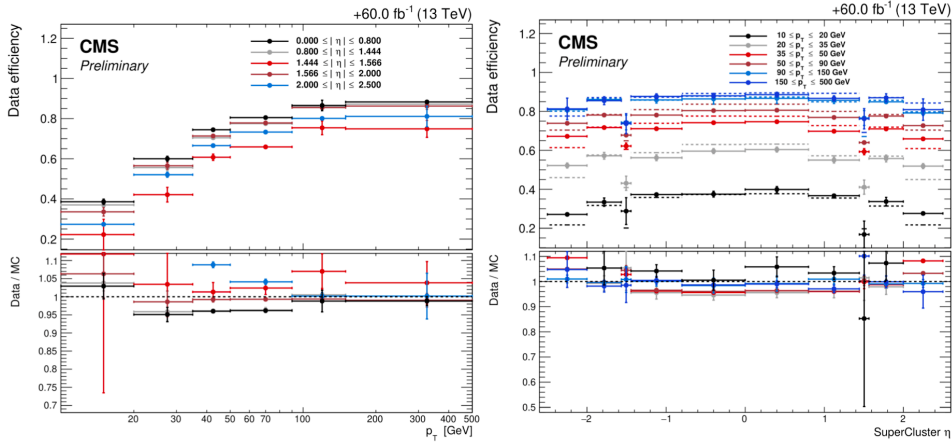 +60.0 fb⁻¹ (13 TeV)
CMS
Preliminary
0.000 ≤ | η | ≤ 0.800
0.800 ≤ | η | ≤ 1.444
1.444 ≤ | η | ≤ 1.566
1.566 ≤ | η | ≤ 2.000
2.000 ≤ | η | ≤ 2.500
Data efficiency
1.2
1
0.8
0.6
0.4
0.2
Data / MC
1.1
1.05
1
0.95
0.9
0.85
0.8
0.75
0.7
20 30 40 50 60 70 100 200 300 400 500
p_T [GeV]
+60.0 fb⁻¹ (13 TeV)
CMS
Preliminary
10 ≤ p_T ≤ 20 GeV
20 ≤ p_T ≤ 35 GeV
35 ≤ p_T ≤ 50 GeV
50 ≤ p_T ≤ 90 GeV
90 ≤ p_T ≤ 150 GeV
150 ≤ p_T ≤ 500 GeV
Data efficiency
1.2
1
0.8
0.6
0.4
0.2
Data / MC
1.1
1
0.9
0.8
0.7
0.6
0.5
−2 −1 0 1 2
SuperCluster η